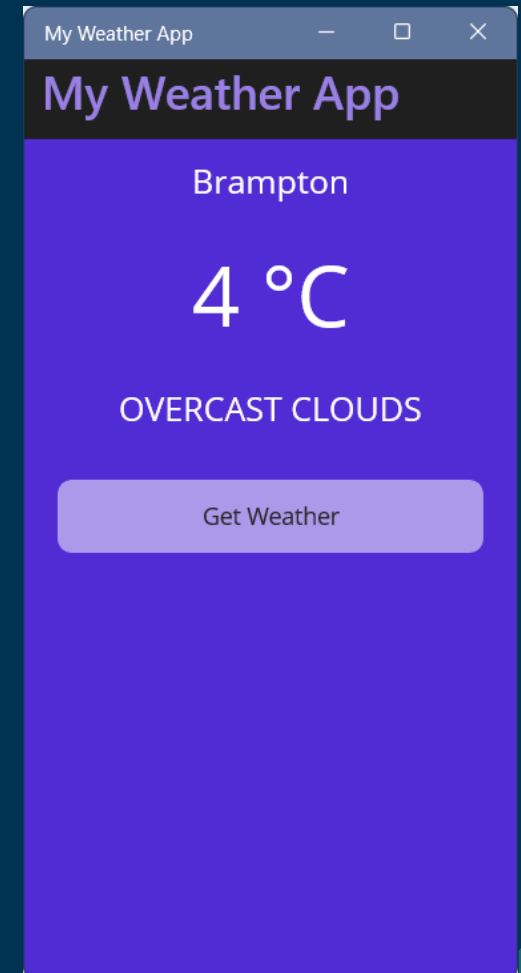 My Weather App
My Weather App
Brampton
4 °C
OVERCAST CLOUDS
Get Weather